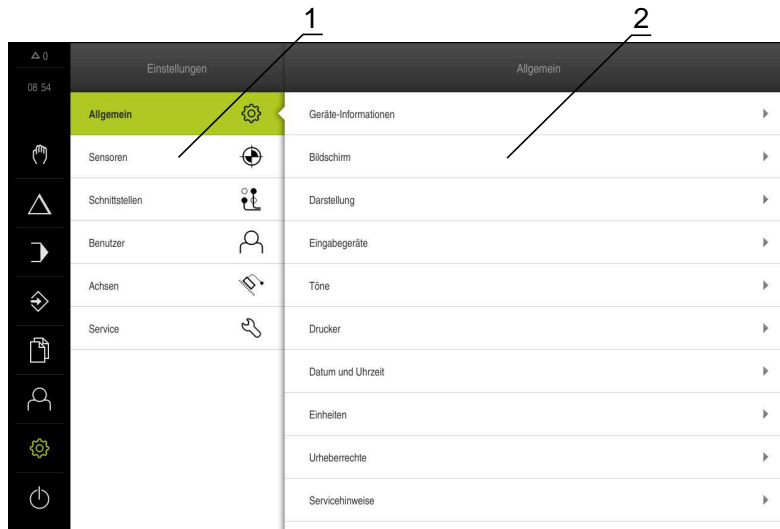 1
2
0
08 54
Einstellungen
Allgemein
Allgemein
Sensoren
Schnittstellen
Benutzer
Achsen
Service
Geräte-Informationen
Bildschirm
Darstellung
Eingabegeräte
Töne
Drucker
Datum und Uhrzeit
Einheiten
Urheberrechte
Servicehinweise